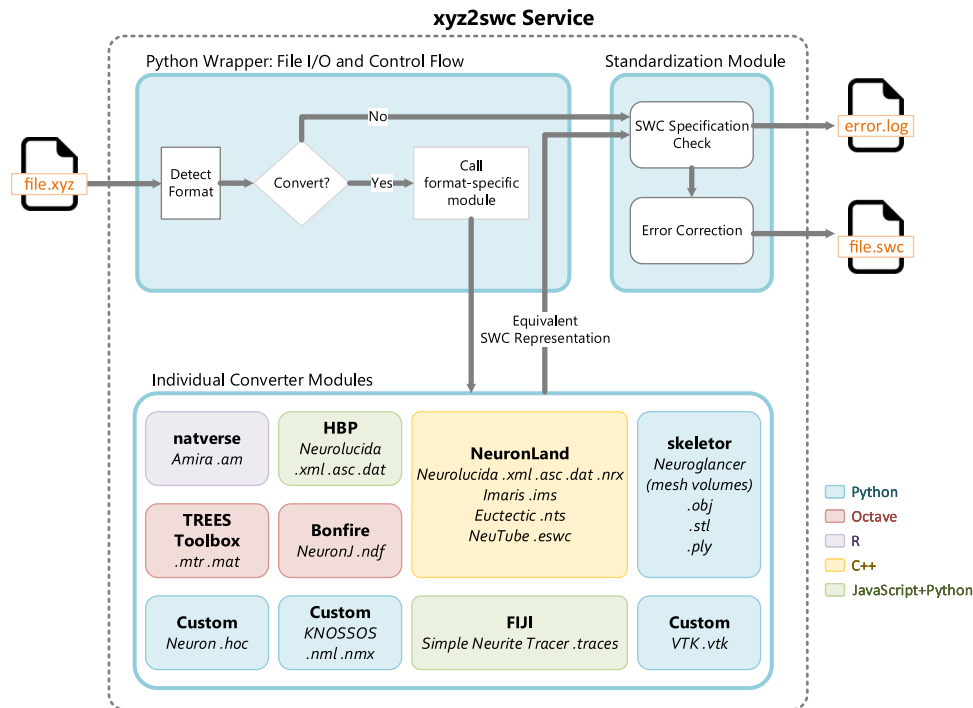 xyz2swc Service
Python Wrapper: File I/O and Control Flow
Standardization Module
file.xyz
Detect
Format
Convert?
No
Yes
Call
format-specific
module
SWC Specification
Check
Error Correction
error.log
file.swc
Equivalent
SWC Representation
Individual Converter Modules
natverse
Amira .am
HBP
Neurolucida
.xml .asc .dat
NeuronLand
Neurolucida .xml .asc .dat .nrx
Imaris .ims
Euctectic .nts
NeuTube .eswc
skeletor
Neuroglancer
(mesh volumes)
.obj
.stl
.ply
TREES
Toolbox
.mtr .mat
Bonfire
NeuronJ .ndf
Custom
Neuron .hoc
Custom
KNOSSOS
.nml .nmx
FIJI
Simple Neurite Tracer .traces
Custom
VTK .vtk
Python
Octave
R
C++
JavaScript+Python